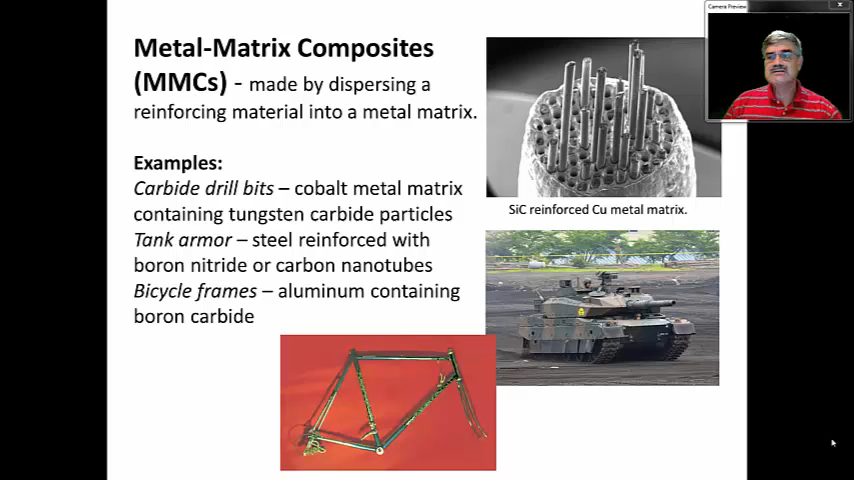 Metal-Matrix Composites
(MMCs) - made by dispersing a
reinforcing material into a metal matrix.
Examples:
Carbide drill bits – cobalt metal matrix
containing tungsten carbide particles
Tank armor – steel reinforced with
boron nitride or carbon nanotubes
Bicycle frames – aluminum containing
boron carbide
SiC reinforced Cu metal matrix.
Camera Preview